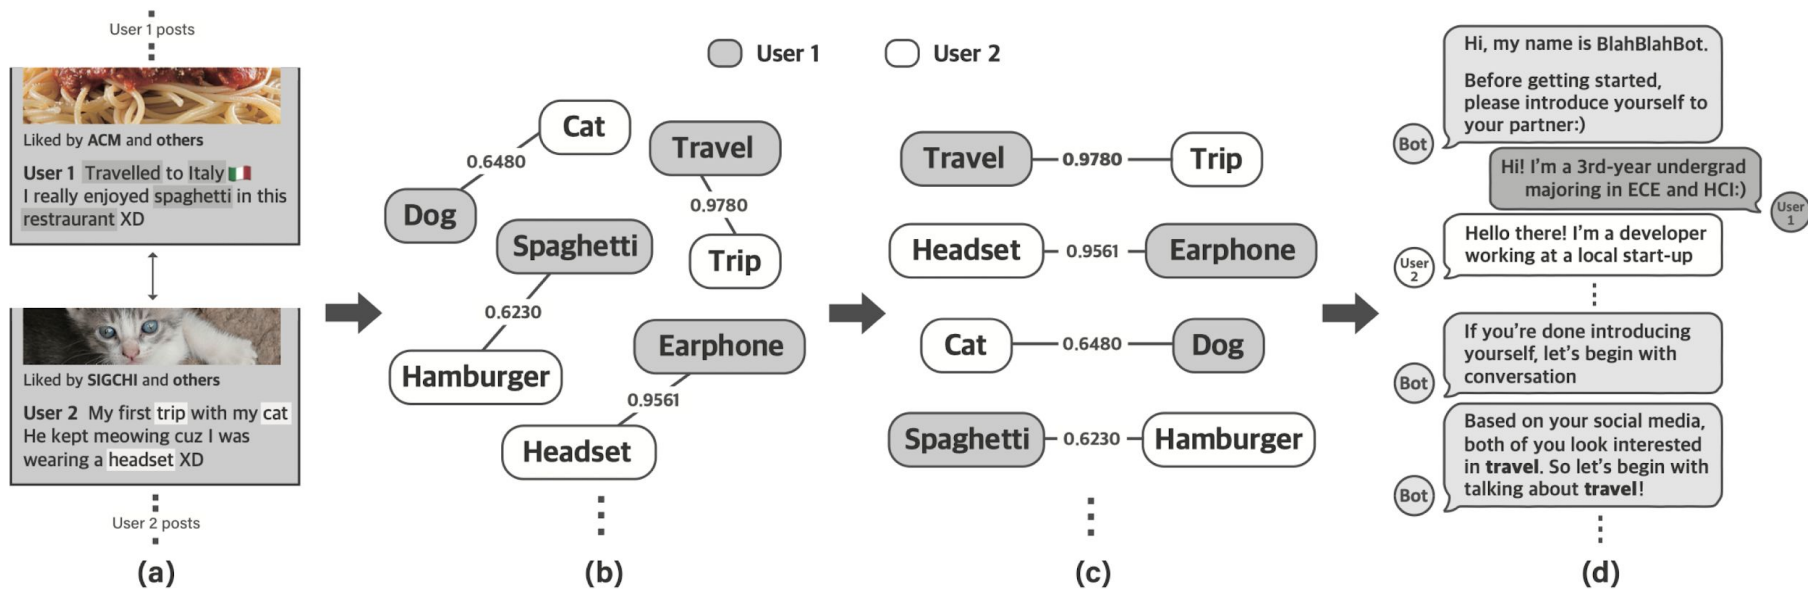 User 1 posts
Liked by ACM and others
User 1 Travelled to Italy
I really enjoyed spaghetti in this
restraurant XD
Liked by SIGCHI and others
User 2 My first trip with my cat
He kept meowing cuz I was
wearing a headset XD
User 2 posts
(a)
User 1
User 2
Cat
0.6480
Dog
Travel
0.9780
Trip
Spaghetti
0.6230
Hamburger
Earphone
0.9561
Headset
(b)
Travel 0.9780 Trip
Headset 0.9561 Earphone
Cat 0.6480 Dog
Spaghetti 0.6230 Hamburger
(c)
Hi, my name is BlahBlahBot.
Before getting started,
please introduce yourself to
your partner:)
Bot
Hi! I'm a 3rd-year undergrad
majoring in ECE and HCI:)
User
1
Hello there! I'm a developer
working at a local start-up
User
2
If you're done introducing
yourself, let's begin with
conversation
Bot
Based on your social media,
both of you look interested
in travel. So let's begin with
talking about travel!
Bot
(d)